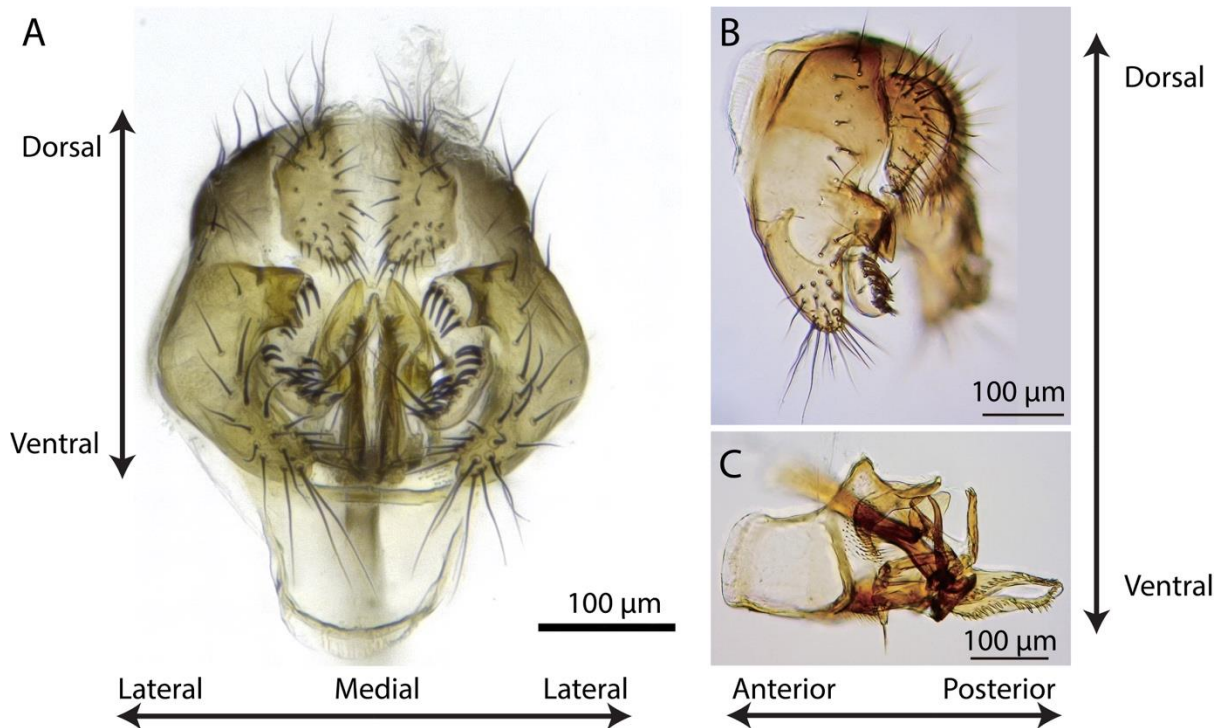 A
Dorsal
Ventral
100 µm
Lateral
Medial
Lateral
B
100 µm
C
100 µm
Dorsal
Ventral
Anterior
Posterior